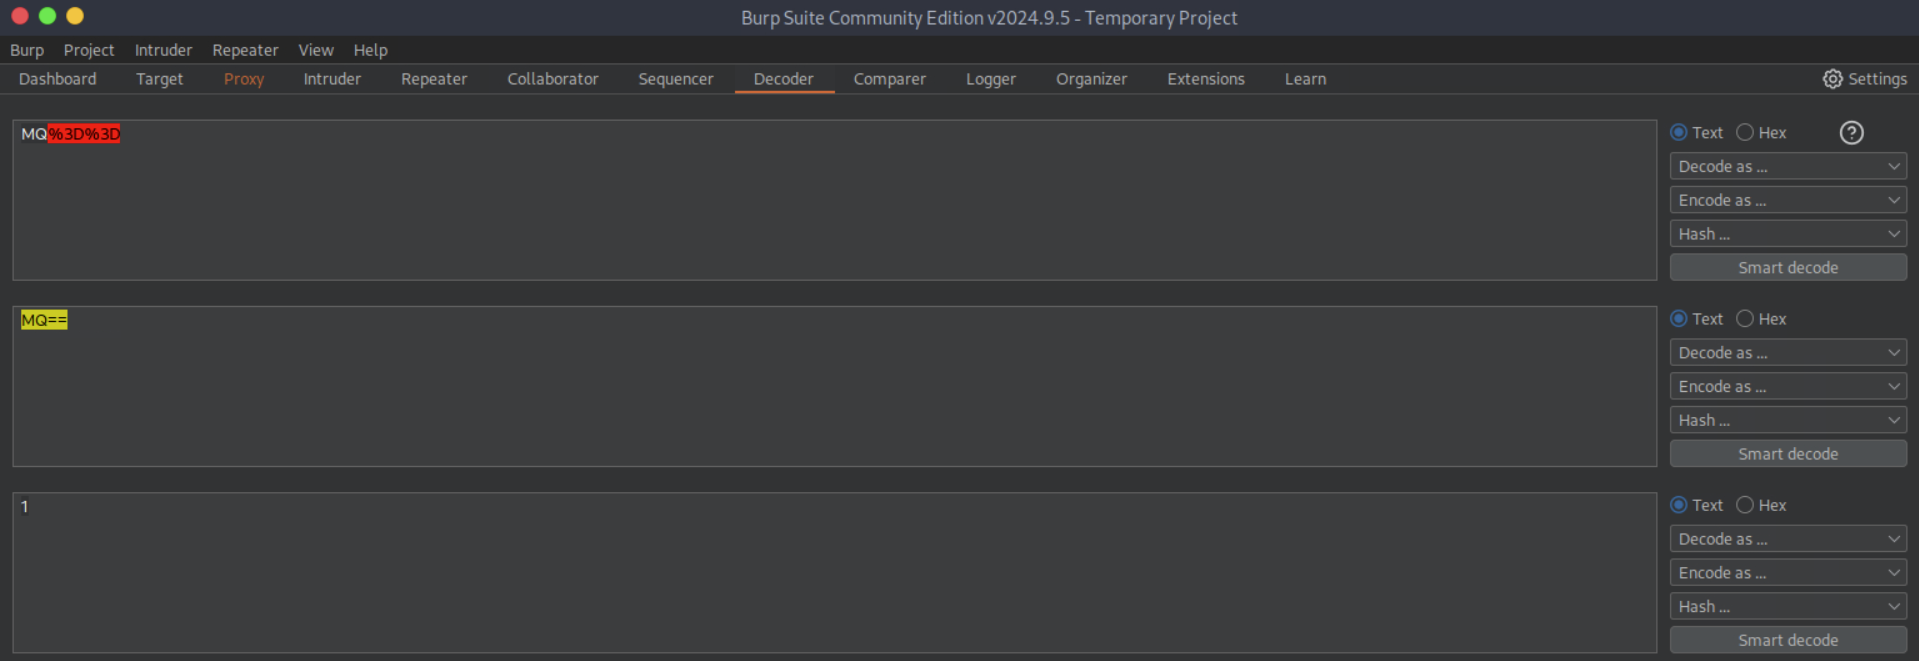 Burp Suite Community Edition v2024.9.5 - Temporary Project
Burp Project Intruder Repeater View Help
Dashboard Target Proxy Intruder Repeater Collaborator Sequencer Decoder Comparer Logger Organizer Extensions Learn Settings
MQ%3D%3D
Text Hex ?
Decode as ...
Encode as ...
Hash ...
Smart decode
MQ==
Text Hex
Decode as ...
Encode as ...
Hash ...
Smart decode
1
Text Hex
Decode as ...
Encode as ...
Hash ...
Smart decode